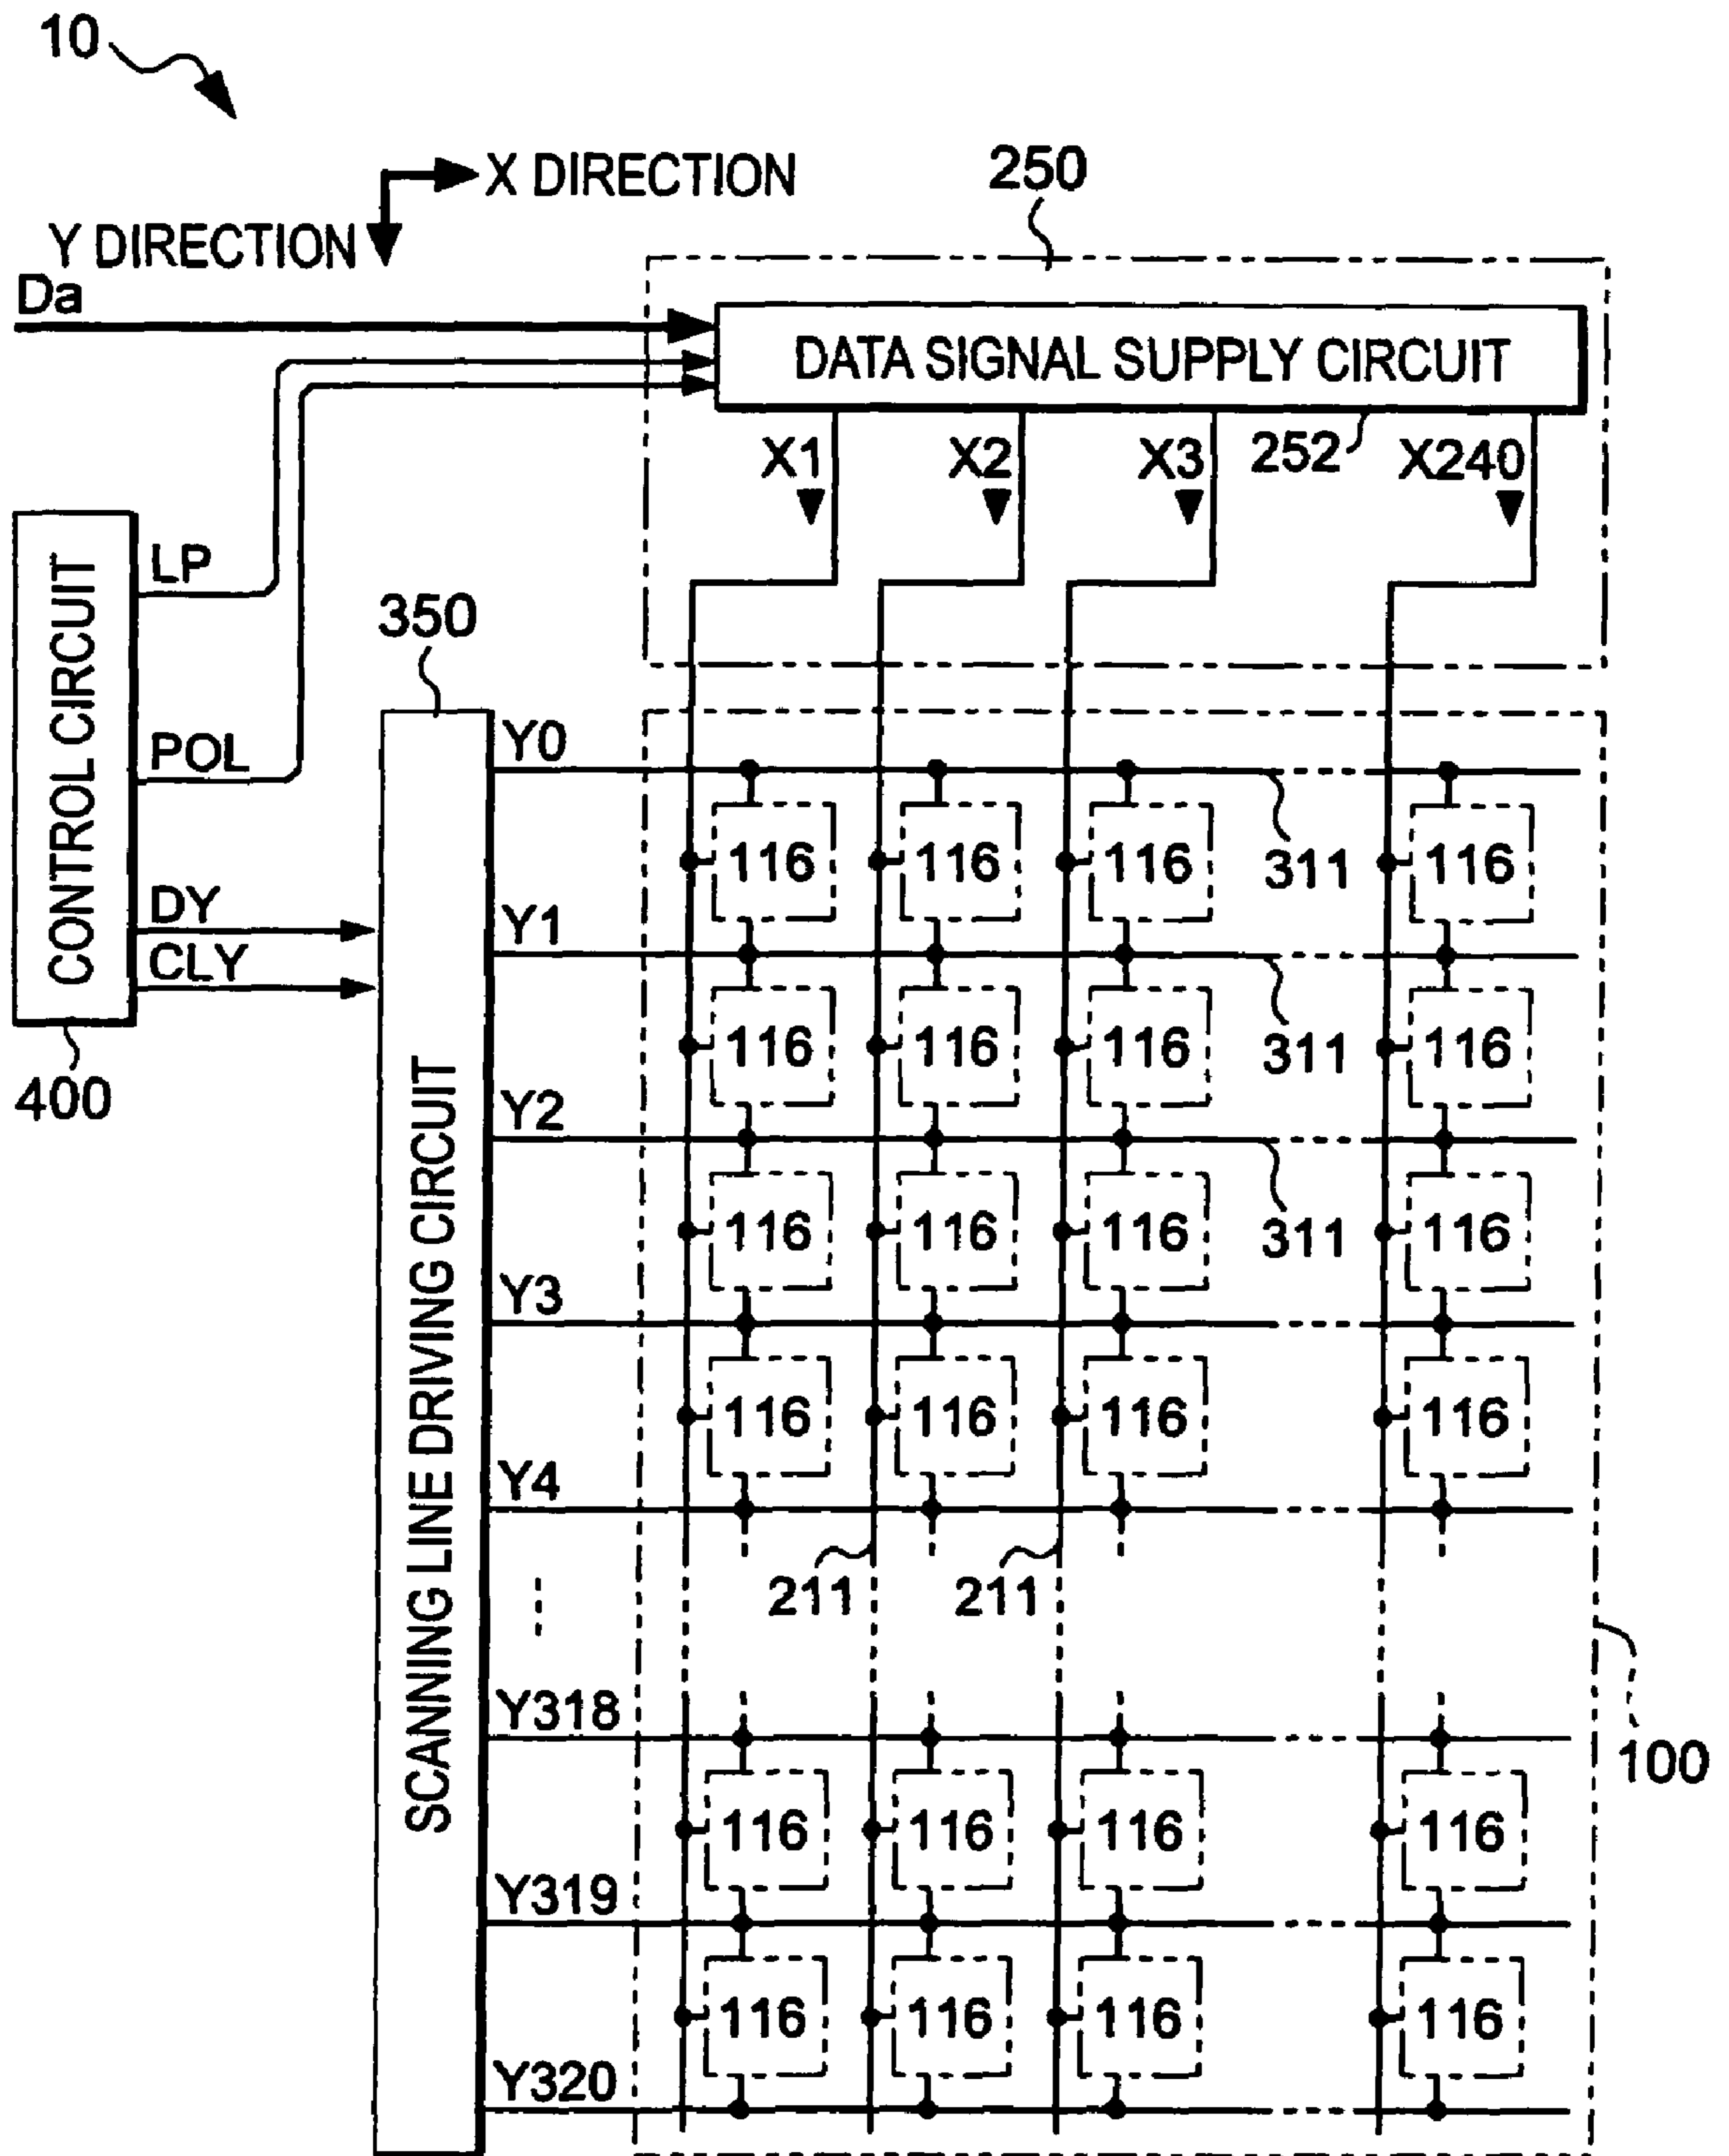 10
X DIRECTION
250
Y DIRECTION
Da
DATA SIGNAL SUPPLY CIRCUIT
X1 X2 X3 252 X240
CONTROL CIRCUIT
LP
350
POL
Y0
116 116 116 311 116
DY
Y1
CLY
116 116 116 311 116
400
SCANNING LINE DRIVING CIRCUIT
Y2
116 116 116 311 116
Y3
116 116 116 116
Y4
211 211
Y318
100
116 116 116 116
Y319
116 116 116 116
Y320